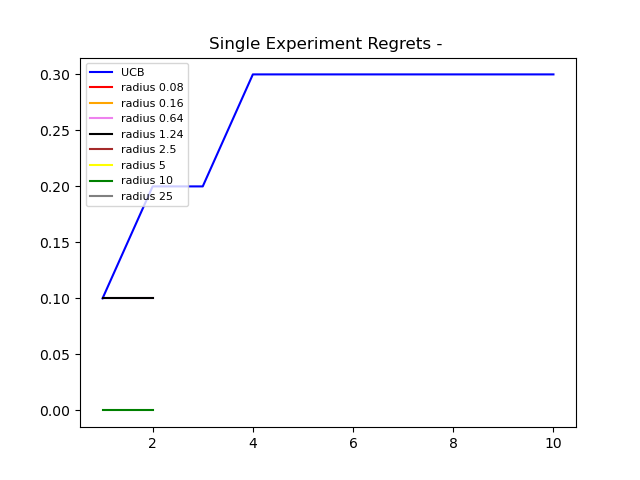 Single Experiment Regrets -
0.30
0.25
0.20
0.15
0.10
0.05
0.00
UCB
radius 0.08
radius 0.16
radius 0.64
radius 1.24
radius 2.5
radius 5
radius 10
radius 25
2 4 6 8 10